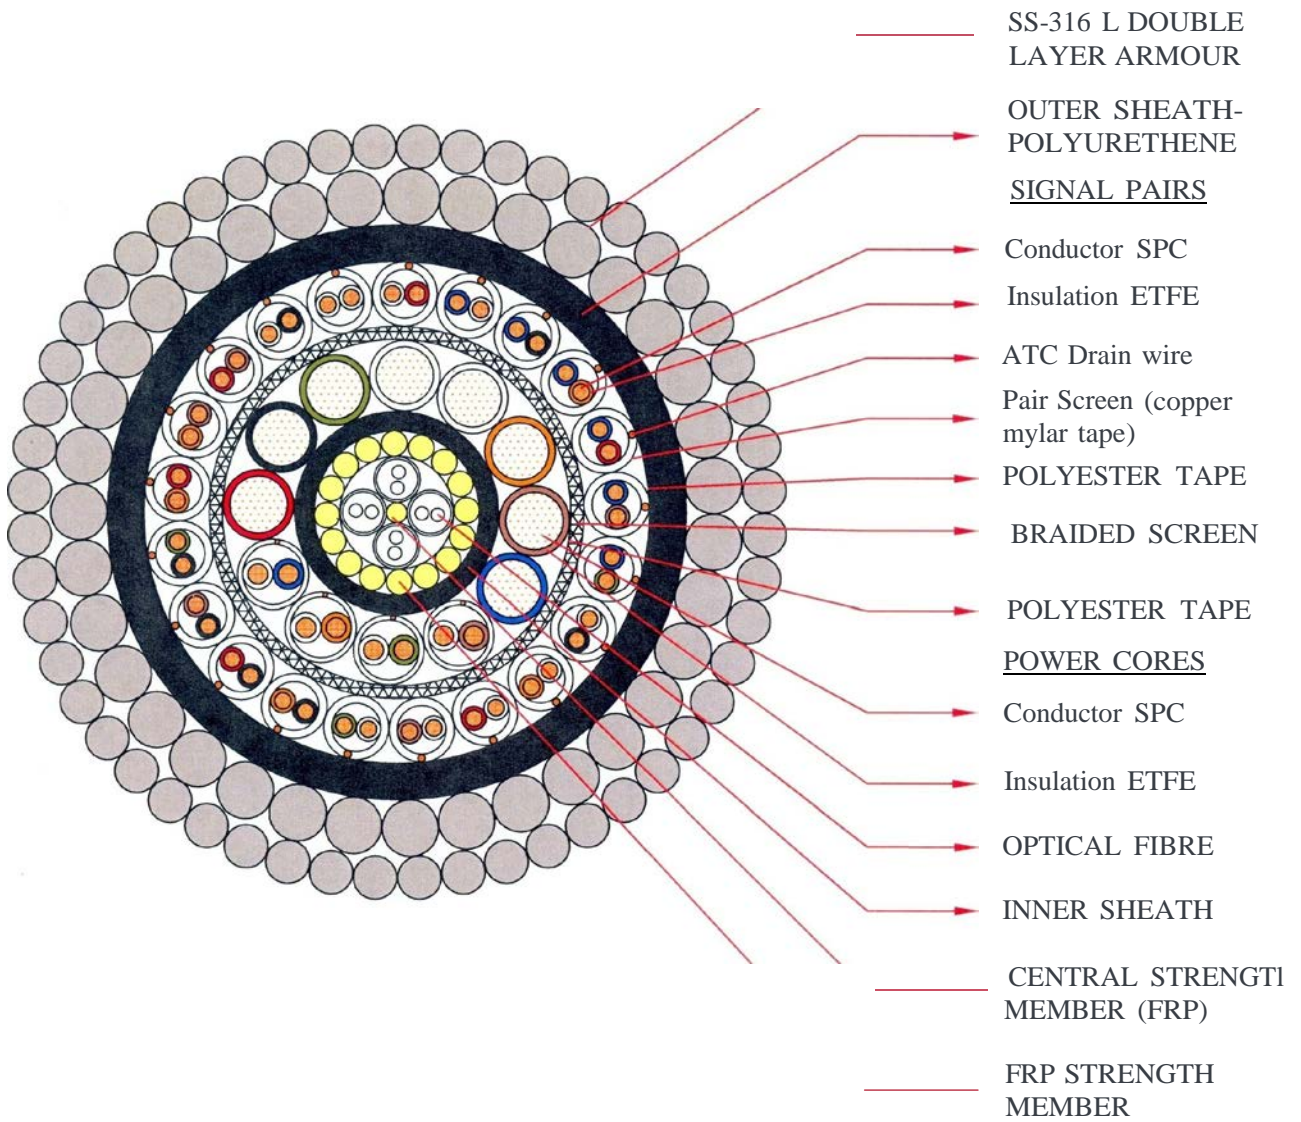 SS-316 L DOUBLE
LAYER ARMOUR
OUTER SHEATH-
POLYURETHENE
SIGNAL PAIRS
Conductor SPC
Insulation ETFE
ATC Drain wire
Pair Screen (copper
mylar tape)
POLYESTER TAPE
BRAIDED SCREEN
POLYESTER TAPE
POWER CORES
Conductor SPC
Insulation ETFE
OPTICAL FIBRE
INNER SHEATH
CENTRAL STRENGTI
MEMBER (FRP)
FRP STRENGTH
MEMBER